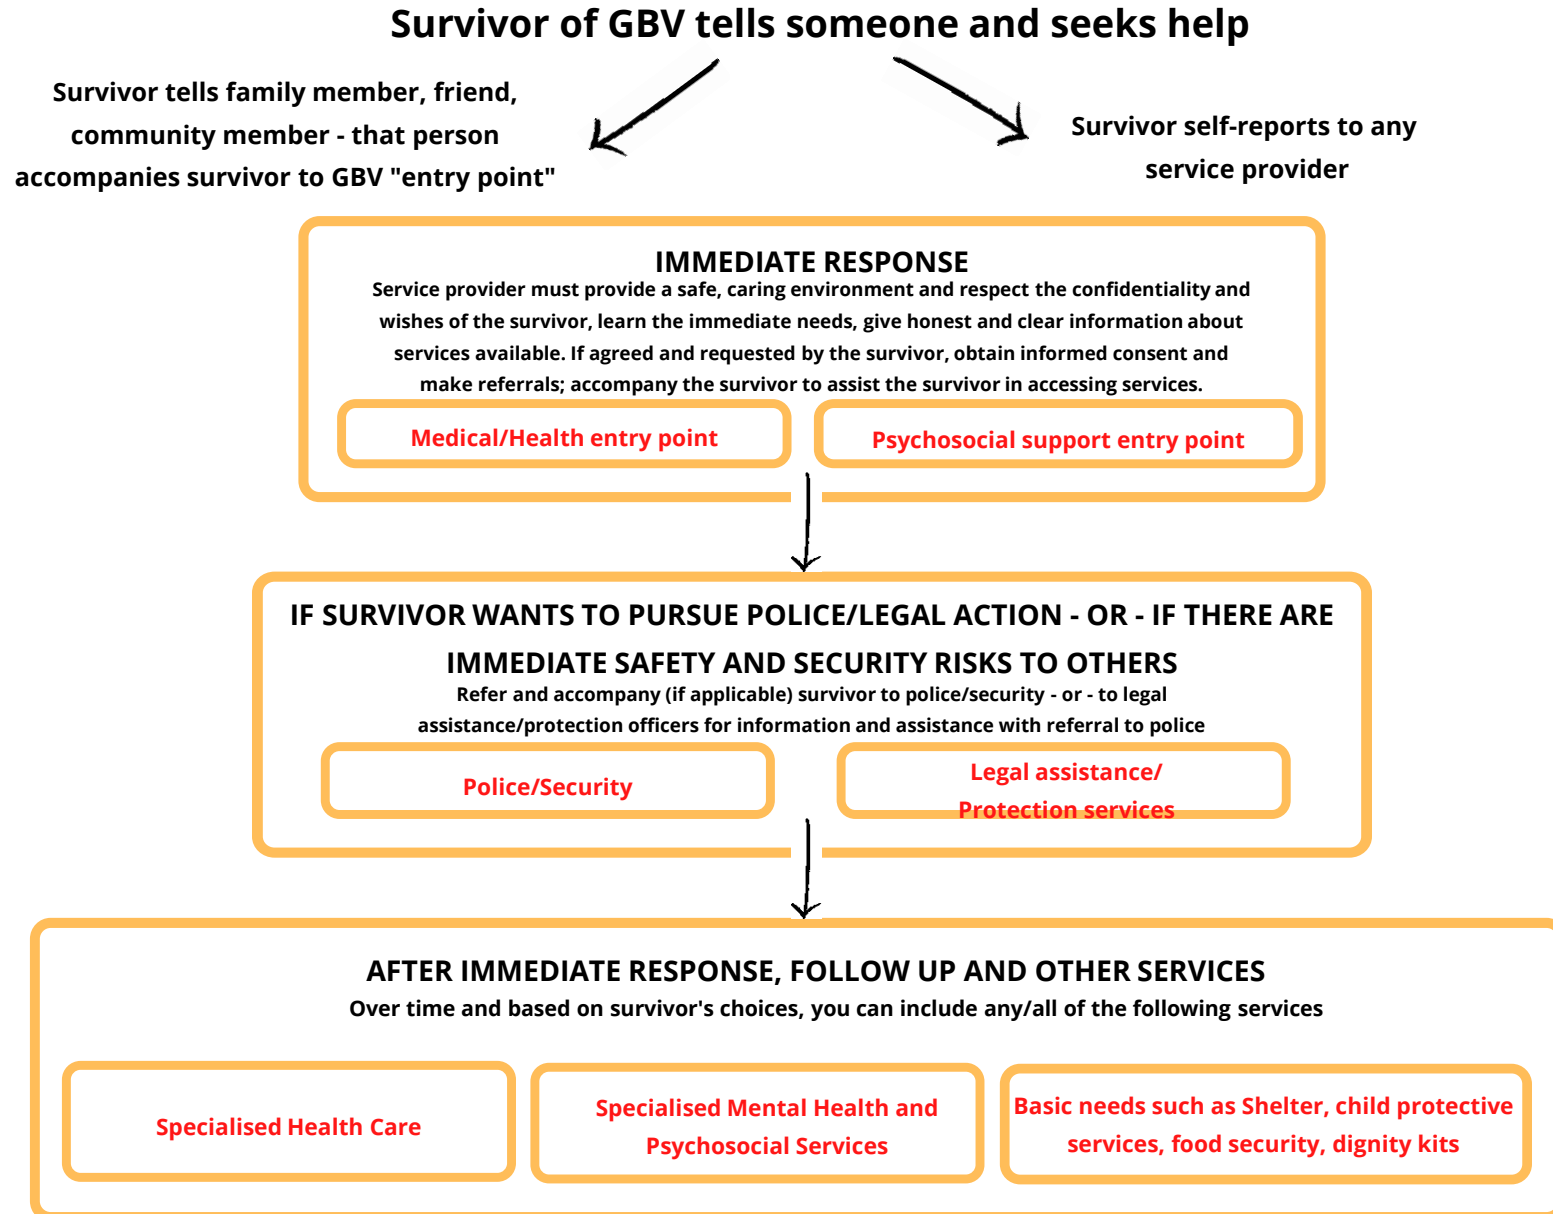 Survivor of GBV tells someone and seeks help
Survivor tells family member, friend,
community member - that person
accompanies survivor to GBV "entry point"
Survivor self-reports to any
service provider
IMMEDIATE RESPONSE
Service provider must provide a safe, caring environment and respect the confidentiality and
wishes of the survivor, learn the immediate needs, give honest and clear information about
services available. If agreed and requested by the survivor, obtain informed consent and
make referrals; accompany the survivor to assist the survivor in accessing services.
Medical/Health entry point
Psychosocial support entry point
IF SURVIVOR WANTS TO PURSUE POLICE/LEGAL ACTION - OR - IF THERE ARE
IMMEDIATE SAFETY AND SECURITY RISKS TO OTHERS
Refer and accompany (if applicable) survivor to police/security - or - to legal
assistance/protection officers for information and assistance with referral to police
Police/Security
Legal assistance/
Protection services
AFTER IMMEDIATE RESPONSE, FOLLOW UP AND OTHER SERVICES
Over time and based on survivor's choices, you can include any/all of the following services
Specialised Health Care
Specialised Mental Health and
Psychosocial Services
Basic needs such as Shelter, child protective
services, food security, dignity kits